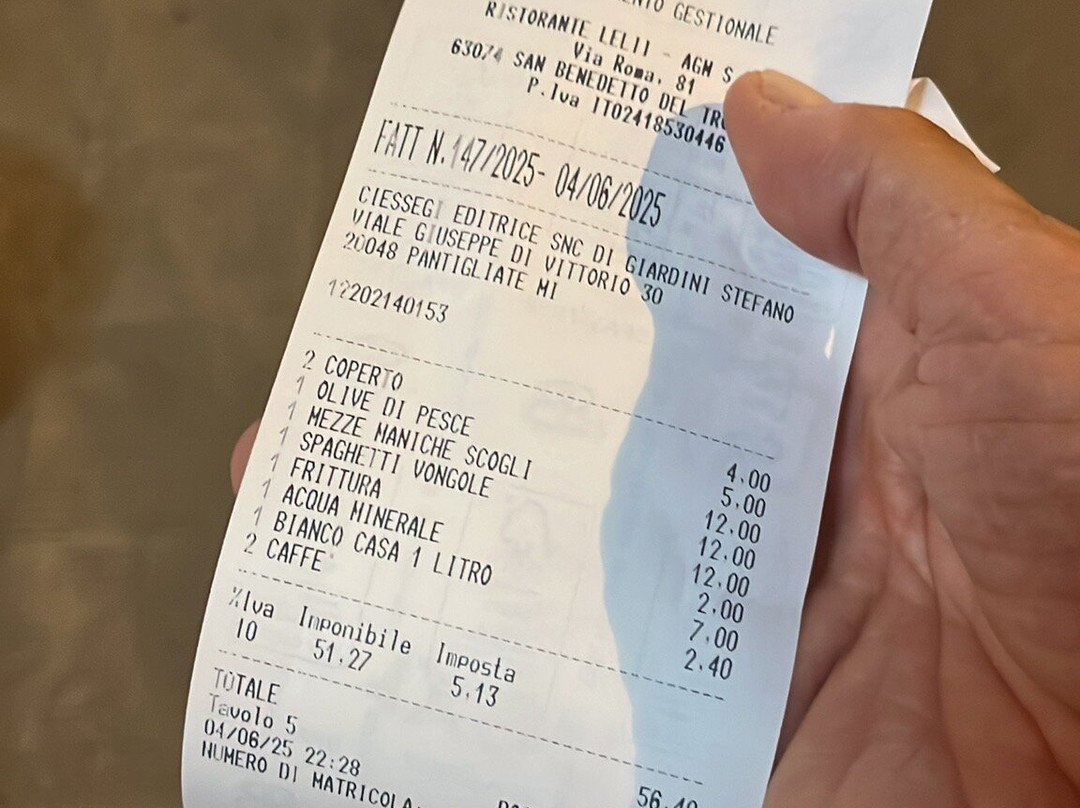 GESTIONALE
RISTORANTE LELII - AGM S
Via Roma, 81
63074 SAN BENEDETTO DEL TR
P.Iva IT02418530446
FATT N.147/2025- 04/06/2025
CIESSEGI EDITRICE SNC DI GIARDINI STEFANO
VIALE GIUSEPPE DI VITTORIO 30
20048 PANTIGLIATE MI
12202140153
2 COPERTO 4.00
1 OLIVE DI PESCE 5.00
1 MEZZE MANICHE SCOGLI 12.00
1 SPAGHETTI VONGOLE 12.00
1 FRITTURA 12.00
1 ACQUA MINERALE 2.00
1 BIANCO CASA 1 LITRO 7.00
2 CAFFE' 2.40
%Iva Imponibile Imposta
10 51.27 5.13
TOTALE 56.40
Tavolo 5
04/06/25 22:28
NUMERO DI MATRICOLA